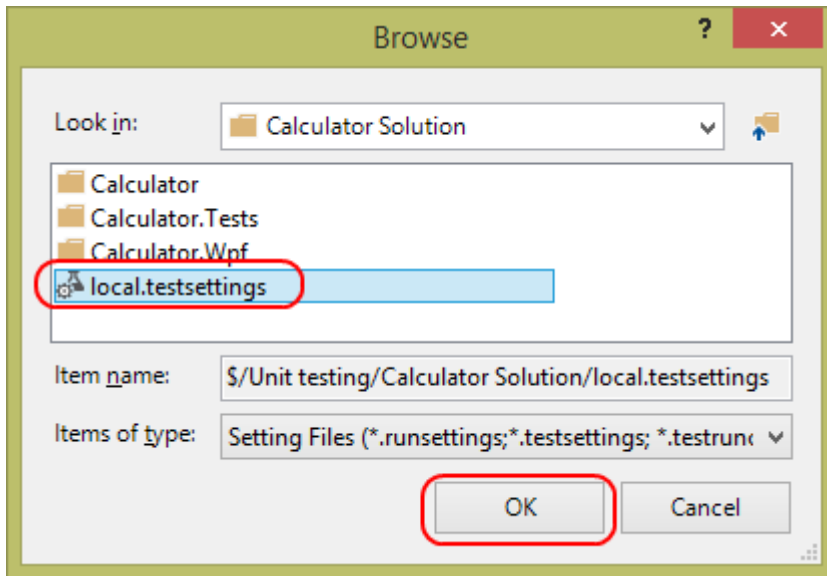 Browse
?
Look in:
Calculator Solution
Calculator
Calculator.Tests
Calculator.Wpf
local.testsettings
Item name:
$/Unit testing/Calculator Solution/local.testsettings
Items of type:
Setting Files (*.runsettings;*.testsettings; *.testrunc
OK
Cancel